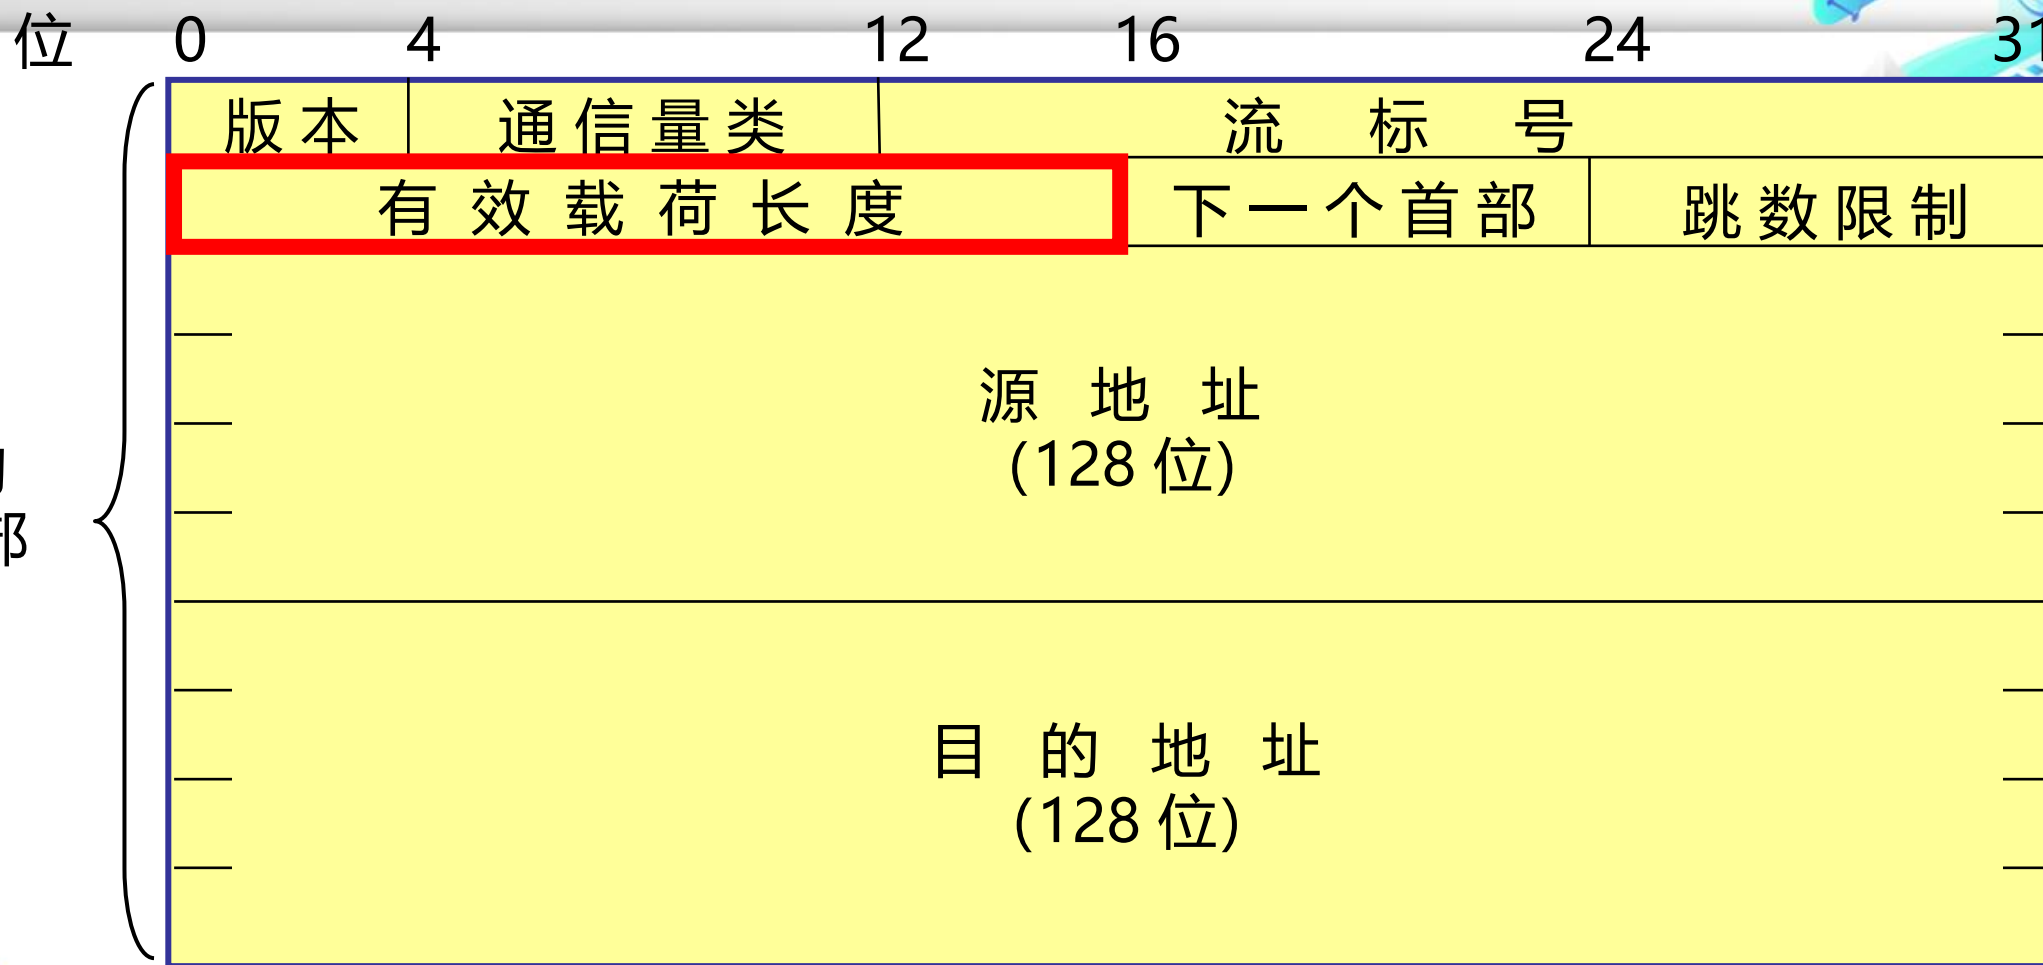 位 0 4 12 16 24 31
版本 通信量类 流标号
有效载荷长度 下一个首部 跳数限制
源地址
(128 位)
部
目的地址
(128 位)